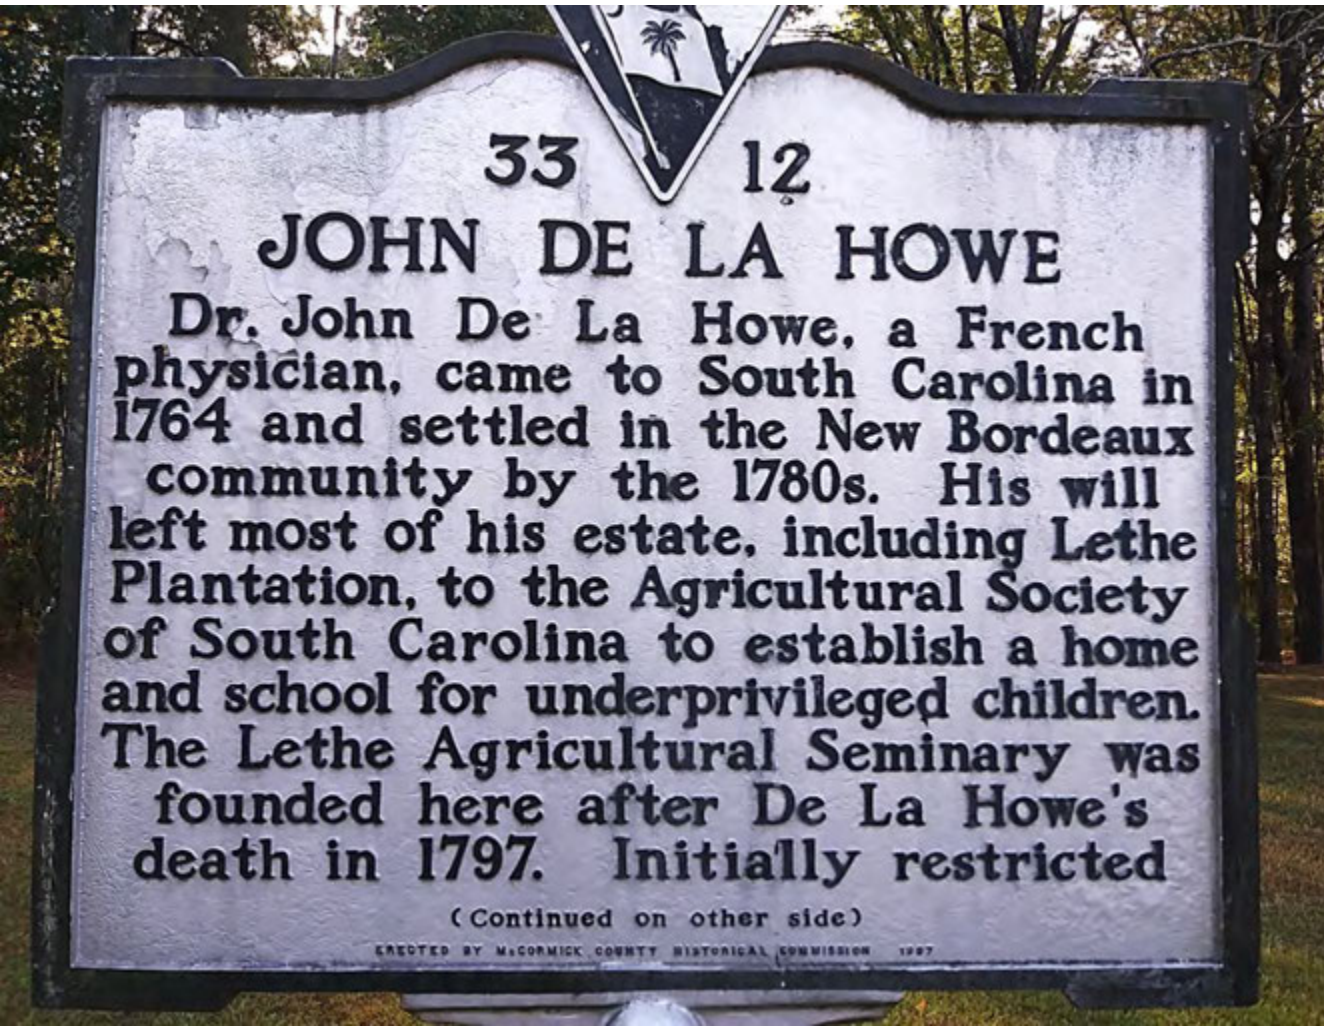 33 12
JOHN DE LA HOWE
Dr. John De La Howe, a French
physician, came to South Carolina in
1764 and settled in the New Bordeaux
community by the 1780s. His will
left most of his estate, including Lethe
Plantation, to the Agricultural Society
of South Carolina to establish a home
and school for underprivileged children.
The Lethe Agricultural Seminary was
founded here after De La Howe's
death in 1797. Initially restricted
(Continued on other side)
ERECTED BY McCORMICK COUNTY HISTORICAL COMMISSION